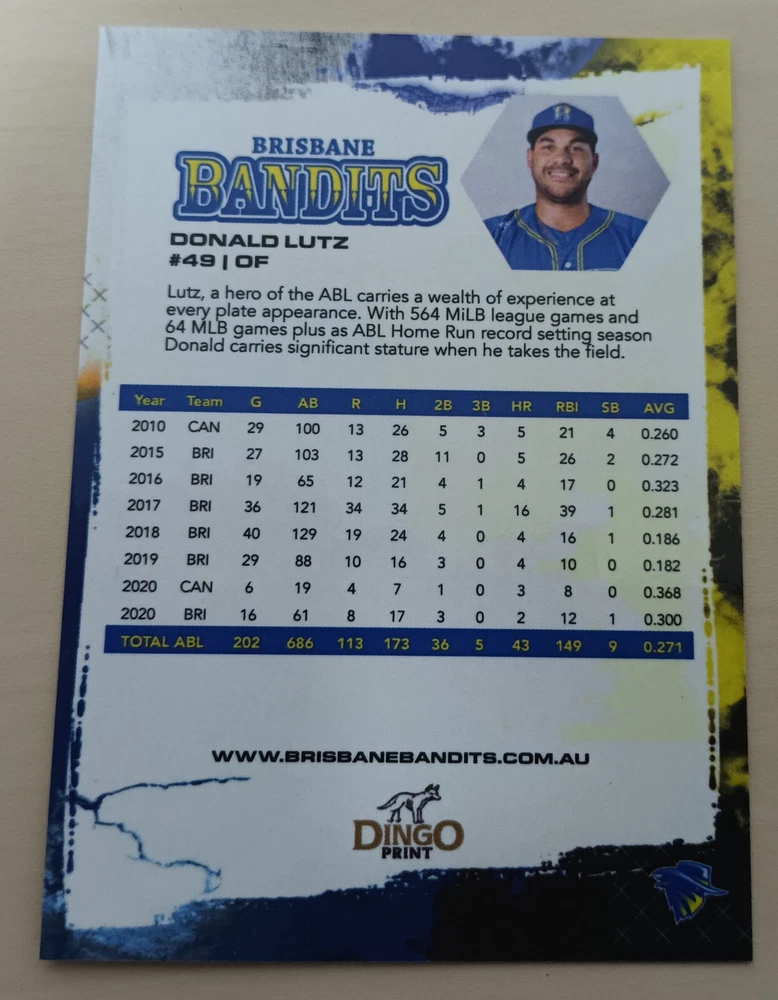 BRISBANE
BANDITS
DONALD LUTZ
#49 | OF
Lutz, a hero of the ABL carries a wealth of experience at
every plate appearance. With 564 MiLB league games and
64 MLB games plus as ABL Home Run record setting season
Donald carries significant stature when he takes the field.
Year Team G AB R H 2B 3B HR RBI SB AVG
2010 CAN 29 100 13 26 5 3 5 21 4 0.260
2015 BRI 27 103 13 28 11 0 5 26 2 0.272
2016 BRI 19 65 12 21 4 1 4 17 0 0.323
2017 BRI 36 121 34 34 5 1 16 39 1 0.281
2018 BRI 40 129 19 24 4 0 4 16 1 0.186
2019 BRI 29 88 10 16 3 0 4 10 0 0.182
2020 CAN 6 19 4 7 1 0 3 8 0 0.368
2020 BRI 16 61 8 17 3 0 2 12 1 0.300
TOTAL ABL 202 686 113 173 36 5 43 149 9 0.271
WWW.BRISBANEBANDITS.COM.AU
DINGO
PRINT